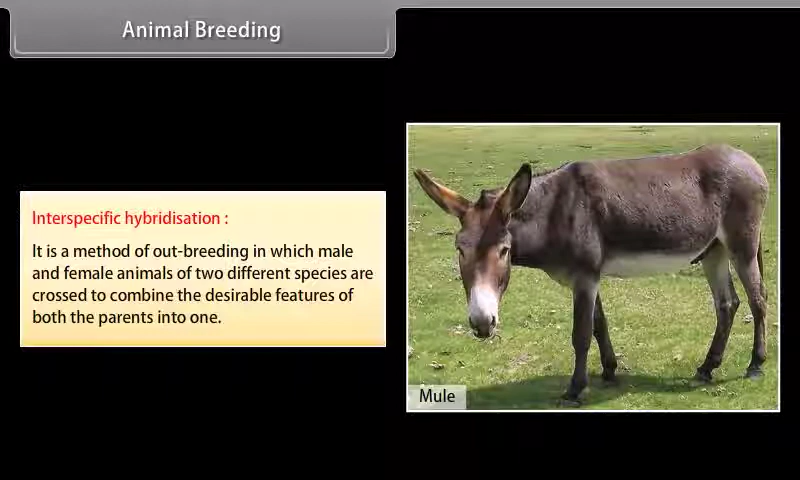 Animal Breeding
Interspecific hybridisation :
It is a method of out-breeding in which male
and female animals of two different species are
crossed to combine the desirable features of
both the parents into one.
Mule